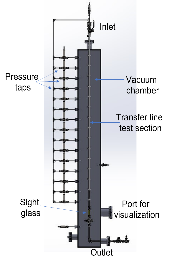 Inlet
Pressure
taps
Vacuum
chamber
Transfer line
test section
Sight
glass
Port for
visualization
Outlet